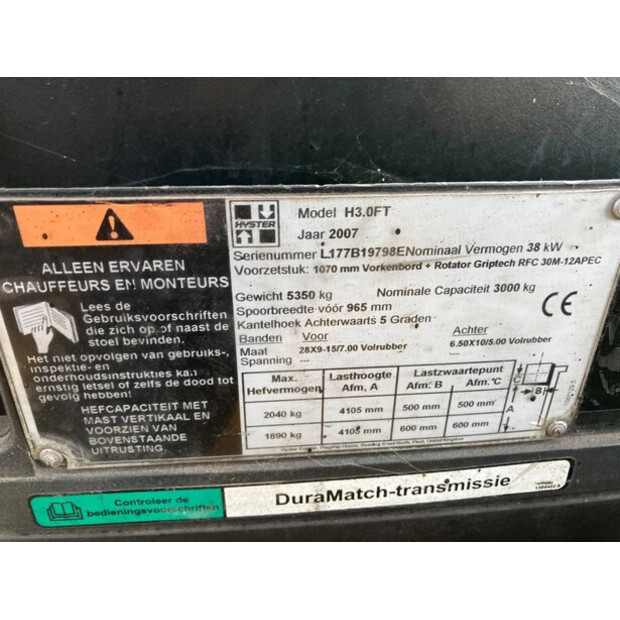 HYSTER
Model H3.0FT
Jaar 2007
Serienummer L177B19798E Nominaal Vermogen 38 kW
Voorzetstuk: 1070 mm Vorkenbord + Rotator Griptech RFC 30M-12APEC
Gewicht 5350 kg Nominale Capaciteit 3000 kg
Spoorbreedte vóór 965 mm
Kantelhoek Achterwaarts 5 Graden
CE
Banden Voor Achter
Maat 28X9-15/7.00 Volrubber 6.50X10/5.00 Volrubber
Spanning --- ---
Max. Hefvermogen Lasthoogte Afm, A Lastzwaartepunt Afm: B Afm.'C
2040 kg 4105 mm 500 mm 500 mm
1890 kg 4105 mm 600 mm 600 mm
C
B
A
ALLEEN ERVAREN
CHAUFFEURS EN MONTEURS
Lees de
Gebruiksvoorschriften
die zich op of naast de
stoel bevinden.
Het niet opvolgen van gebruiks-,
inspektie- en
onderhoudsinstrukties kan
ernstig letsel of zelfs de dood tot
gevolg hebben!
HEFCAPACITEIT MET
MAST VERTIKAAL EN
VOORZIEN VAN
BOVENSTAANDE
UITRUSTING.
Controleer de
bedieningsvoorschriften
DuraMatch-transmissie